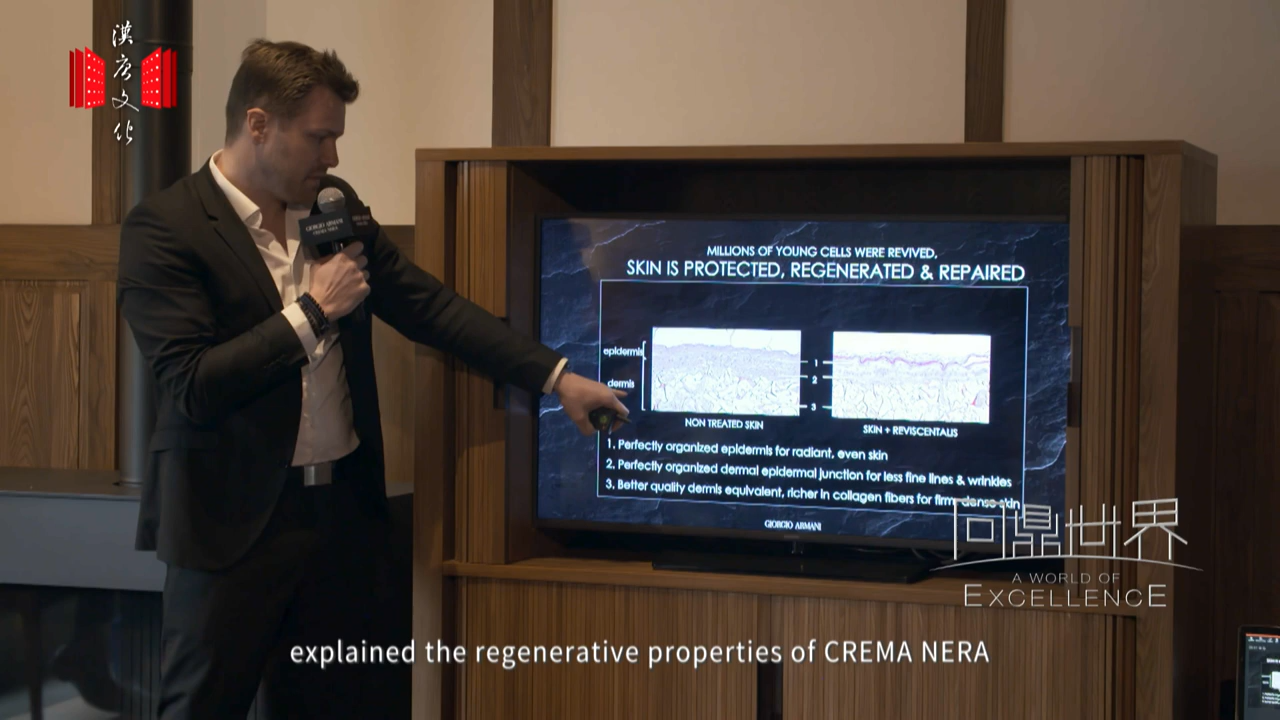 漢唐文化
GIORGIO ARMANI
CREMA NERA
MILLIONS OF YOUNG CELLS WERE REVIVED,
SKIN IS PROTECTED, REGENERATED & REPAIRED
epidermis
dermis
1
2
3
NON TREATED SKIN
SKIN + REVISCENTALIS
1. Perfectly organized epidermis for radiant, even skin
2. Perfectly organized dermal epidermal junction for less fine lines & wrinkles
3. Better quality dermis equivalent, richer in collagen fibers for firm dense skin
GIORGIO ARMANI
问鼎世界
A WORLD OF
EXCELLENCE
explained the regenerative properties of CREMA NERA